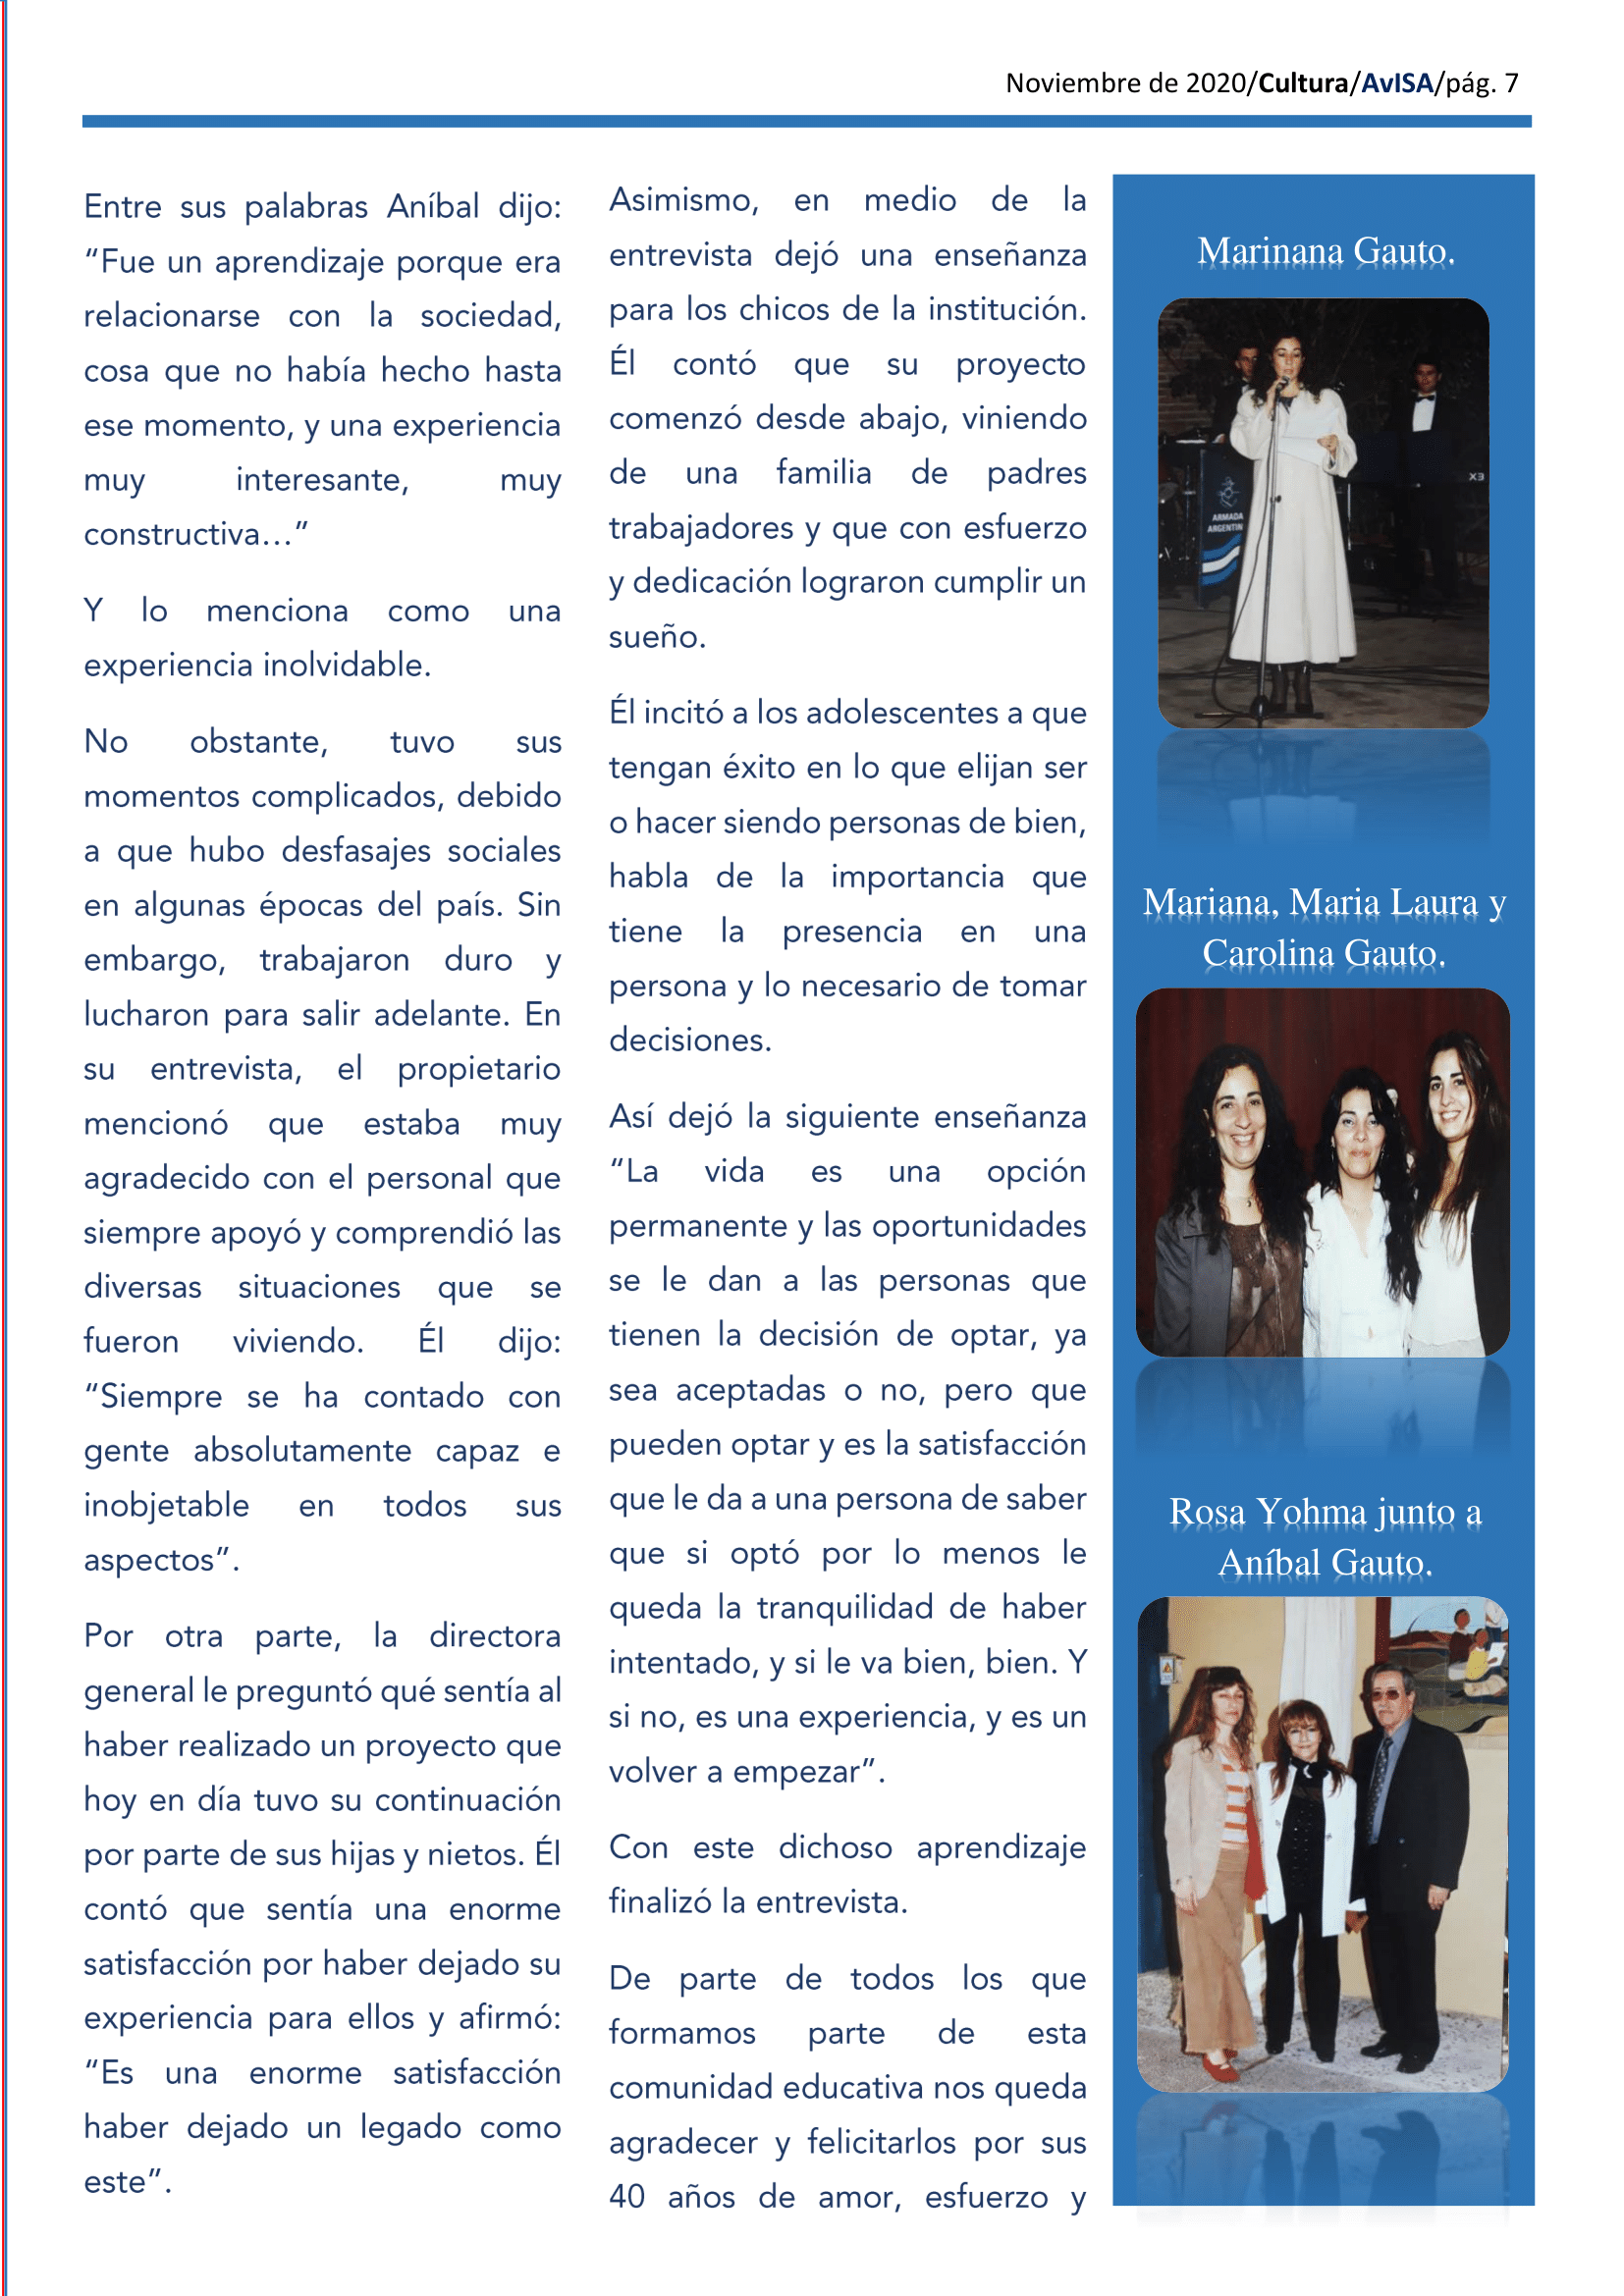 Noviembre de 2020/Cultura/AvISA/pág. 7
Entre sus palabras Aníbal dijo:
“Fue un aprendizaje porque era
relacionarse con la sociedad,
cosa que no había hecho hasta
ese momento, y una experiencia
muy interesante, muy
constructiva…”
Y lo menciona como una
experiencia inolvidable.
No obstante, tuvo sus
momentos complicados, debido
a que hubo desfasajes sociales
en algunas épocas del país. Sin
embargo, trabajaron duro y
lucharon para salir adelante. En
su entrevista, el propietario
mencionó que estaba muy
agradecido con el personal que
siempre apoyó y comprendió las
diversas situaciones que se
fueron viviendo. Él dijo:
“Siempre se ha contado con
gente absolutamente capaz e
inobjetable en todos sus
aspectos”.
Por otra parte, la directora
general le preguntó qué sentía al
haber realizado un proyecto que
hoy en día tuvo su continuación
por parte de sus hijas y nietos. Él
contó que sentía una enorme
satisfacción por haber dejado su
experiencia para ellos y afirmó:
“Es una enorme satisfacción
haber dejado un legado como
este”.
Asimismo, en medio de la
entrevista dejó una enseñanza
para los chicos de la institución.
Él contó que su proyecto
comenzó desde abajo, viniendo
de una familia de padres
trabajadores y que con esfuerzo
y dedicación lograron cumplir un
sueño.
Él incitó a los adolescentes a que
tengan éxito en lo que elijan ser
o hacer siendo personas de bien,
habla de la importancia que
tiene la presencia en una
persona y lo necesario de tomar
decisiones.
Así dejó la siguiente enseñanza
“La vida es una opción
permanente y las oportunidades
se le dan a las personas que
tienen la decisión de optar, ya
sea aceptadas o no, pero que
pueden optar y es la satisfacción
que le da a una persona de saber
que si optó por lo menos le
queda la tranquilidad de haber
intentado, y si le va bien, bien. Y
si no, es una experiencia, y es un
volver a empezar”.
Con este dichoso aprendizaje
finalizó la entrevista.
De parte de todos los que
formamos parte de esta
comunidad educativa nos queda
agradecer y felicitarlos por sus
40 años de amor, esfuerzo y
Marinana Gauto.
ARMADA
ARGENTIN
X3
Mariana, Maria Laura y
Carolina Gauto.
Rosa Yohma junto a
Aníbal Gauto.